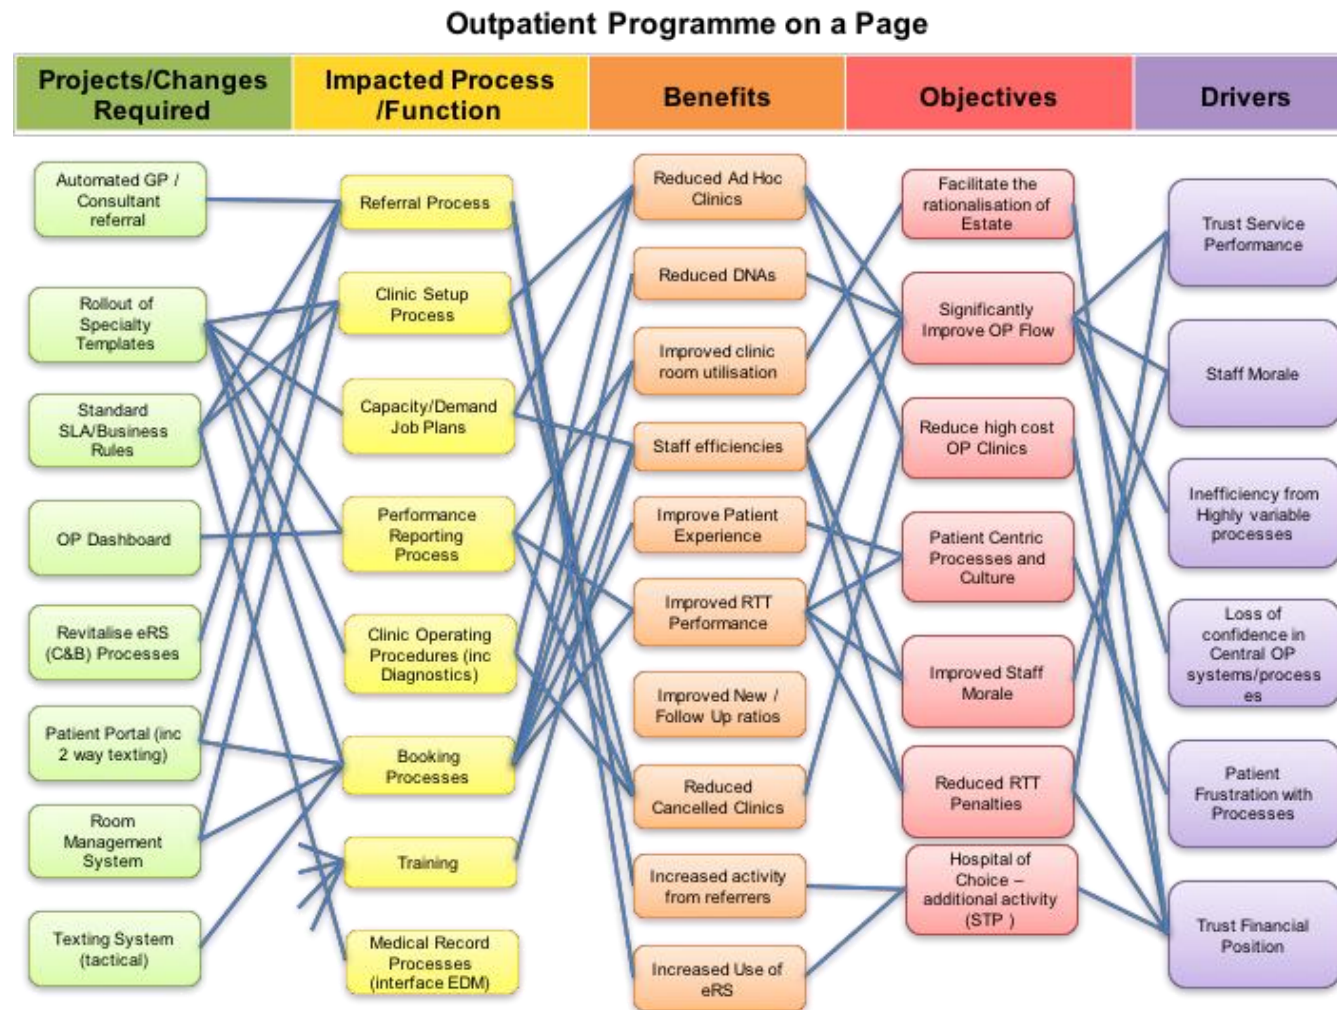 Outpatient Programme on a Page
Projects/Changes
Required
Impacted Process
/Function
Benefits
Objectives
Drivers
Automated GP /
Consultant
referral
Rollout of
Specialty
Templates
Standard
SLA/Business
Rules
OP Dashboard
Revitalise eRS
(C&B) Processes
Patient Portal (inc
2 way texting)
Room
Management
System
Texting System
(tactical)
Referral Process
Clinic Setup
Process
Capacity/Demand
Job Plans
Performance
Reporting
Process
Clinic Operating
Procedures (inc
Diagnostics)
Booking
Processes
Training
Medical Record
Processes
(interface EDM)
Reduced Ad Hoc
Clinics
Reduced DNAs
Improved clinic
room utilisation
Staff efficiencies
Improve Patient
Experience
Improved RTT
Performance
Improved New /
Follow Up ratios
Reduced
Cancelled Clinics
Increased activity
from referrers
Increased Use of
eRS
Facilitate the
rationalisation of
Estate
Significantly
Improve OP Flow
Reduce high cost
OP Clinics
Patient Centric
Processes and
Culture
Improved Staff
Morale
Reduced RTT
Penalties
Hospital of
Choice –
additional activity
(STP )
Trust Service
Performance
Staff Morale
Inefficiency from
Highly variable
processes
Loss of
confidence in
Central OP
systems/process
es
Patient
Frustration with
Processes
Trust Financial
Position